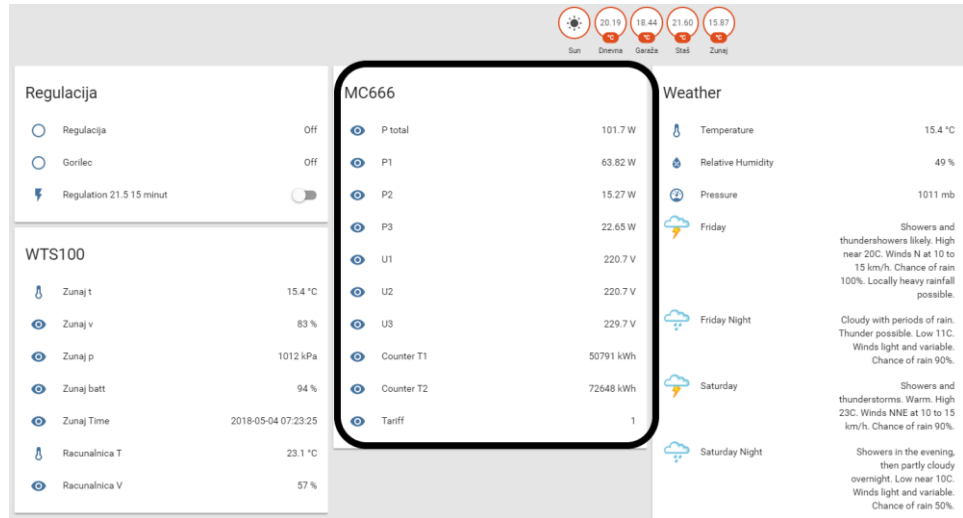 20.19
18.44
21.60
15.87
°C
°C
°C
°C
Sun
Dnevna
Garaža
Staš
Zunaj
Regulacija
Regulacija Off
Gorilec Off
Regulation 21.5 15 minut
WTS100
Zunaj t 15.4 °C
Zunaj v 83 %
Zunaj p 1012 kPa
Zunaj batt 94 %
Zunaj Time 2018-05-04 07:23:25
Racunalnica T 23.1 °C
Racunalnica V 57 %
MC666
P total 101.7 W
P1 63.82 W
P2 15.27 W
P3 22.65 W
U1 220.7 V
U2 220.7 V
U3 229.7 V
Counter T1 50791 kWh
Counter T2 72648 kWh
Tariff 1
Weather
Temperature 15.4 °C
Relative Humidity 49 %
Pressure 1011 mb
Friday Showers and
thundershowers likely. High
near 20C. Winds N at 10 to
15 km/h. Chance of rain
100%. Locally heavy rainfall
possible.
Friday Night Cloudy with periods of rain.
Thunder possible. Low 11C.
Winds light and variable.
Chance of rain 90%.
Saturday Showers and
thunderstorms. Warm. High
23C. Winds NNE at 10 to 15
km/h. Chance of rain 90%.
Saturday Night Showers in the evening,
then partly cloudy
overnight. Low near 10C.
Winds light and variable.
Chance of rain 50%.